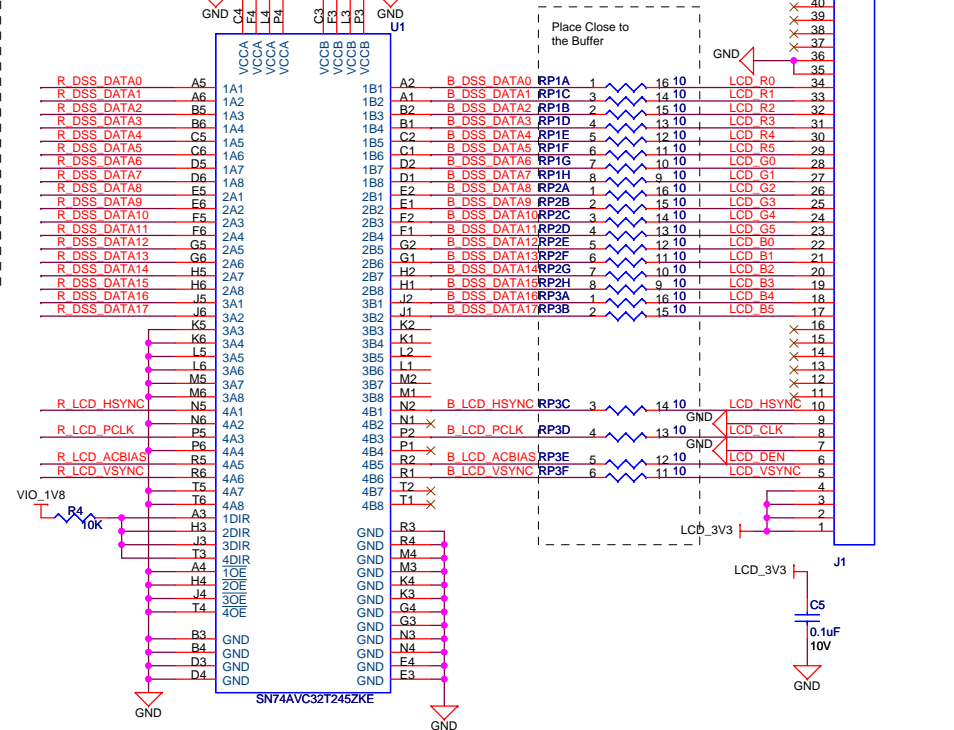 GND C4 F4 L4 P4 C3 F3 L3 P3 GND
U1
VCCA VCCA VCCA VCCA VCCB VCCB VCCB VCCB
Place Close to
the Buffer
40
39
38
37
GND 36
35
R_DSS_DATA0 A5 1A1 1B1 A2 B_DSS_DATA0 RP1A 1 16 10 LCD_R0 34
R_DSS_DATA1 A6 1A2 1B2 A1 B_DSS_DATA1 RP1C 3 14 10 LCD_R1 33
R_DSS_DATA2 B5 1A3 1B3 B2 B_DSS_DATA2 RP1B 2 15 10 LCD_R2 32
R_DSS_DATA3 B6 1A4 1B4 B1 B_DSS_DATA3 RP1D 4 13 10 LCD_R3 31
R_DSS_DATA4 C5 1A5 1B5 C2 B_DSS_DATA4 RP1E 5 12 10 LCD_R4 30
R_DSS_DATA5 C6 1A6 1B6 C1 B_DSS_DATA5 RP1F 6 11 10 LCD_R5 29
R_DSS_DATA6 D5 1A7 1B7 D2 B_DSS_DATA6 RP1G 7 10 10 LCD_G0 28
R_DSS_DATA7 D6 1A8 1B8 D1 B_DSS_DATA7 RP1H 8 9 10 LCD_G1 27
R_DSS_DATA8 E5 2A1 2B1 E2 B_DSS_DATA8 RP2A 1 16 10 LCD_G2 26
R_DSS_DATA9 E6 2A2 2B2 E1 B_DSS_DATA9 RP2B 2 15 10 LCD_G3 25
R_DSS_DATA10 F5 2A3 2B3 F2 B_DSS_DATA10 RP2C 3 14 10 LCD_G4 24
R_DSS_DATA11 F6 2A4 2B4 F1 B_DSS_DATA11 RP2D 4 13 10 LCD_G5 23
R_DSS_DATA12 G5 2A5 2B5 G2 B_DSS_DATA12 RP2E 5 12 10 LCD_B0 22
R_DSS_DATA13 G6 2A6 2B6 G1 B_DSS_DATA13 RP2F 6 11 10 LCD_B1 21
R_DSS_DATA14 H5 2A7 2B7 H2 B_DSS_DATA14 RP2G 7 10 10 LCD_B2 20
R_DSS_DATA15 H6 2A8 2B8 H1 B_DSS_DATA15 RP2H 8 9 10 LCD_B3 19
R_DSS_DATA16 J5 3A1 3B1 J2 B_DSS_DATA16 RP3A 1 16 10 LCD_B4 18
R_DSS_DATA17 J6 3A2 3B2 J1 B_DSS_DATA17 RP3B 2 15 10 LCD_B5 17
K5 3A3 3B3 K2 16
K6 3A4 3B4 K1 15
L5 3A5 3B5 L2 14
L6 3A6 3B6 L1 13
M5 3A7 3B7 M2 12
M6 3A8 3B8 M1 11
R_LCD_HSYNC N5 4A1 4B1 N2 B_LCD_HSYNC RP3C 3 14 10 LCD_HSYNC 10
N6 4A2 4B2 N1 GND 9
R_LCD_PCLK P5 4A3 4B3 P2 B_LCD_PCLK RP3D 4 13 10 LCD_CLK 8
P6 4A4 4B4 P1 GND 7
R_LCD_ACBIAS R5 4A5 4B5 R2 B_LCD_ACBIAS RP3E 5 12 10 LCD_DEN 6
R_LCD_VSYNC R6 4A6 4B6 R1 B_LCD_VSYNC RP3F 6 11 10 LCD_VSYNC 5
T5 4A7 4B7 T2 4
VIO_1V8 T6 4A8 4B8 T1 3
R4 A3 1DIR 2
10K H3 2DIR GND R3 LCD_3V3 1
J3 3DIR GND R4
T3 4DIR GND M4
J1
A4 1OE GND M3 LCD_3V3
H4 2OE GND K4
J4 3OE GND K3
T4 4OE GND G4 C5
GND G3
0.1uF
B3 GND GND N3
10V
B4 GND GND N4
D3 GND GND E4
D4 GND GND E3
GND
SN74AVC32T245ZKE
GND
GND